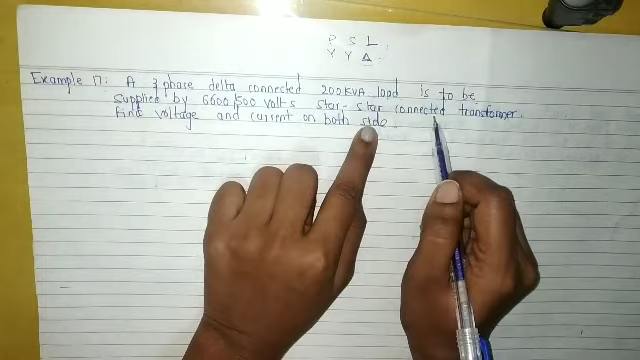 P S L
Y Y Δ
Example 17: A 3 phase delta connected 200 KVA load is to be
supplied by 6600/500 volts star-star connected transformer.
Find voltage and current on both side.